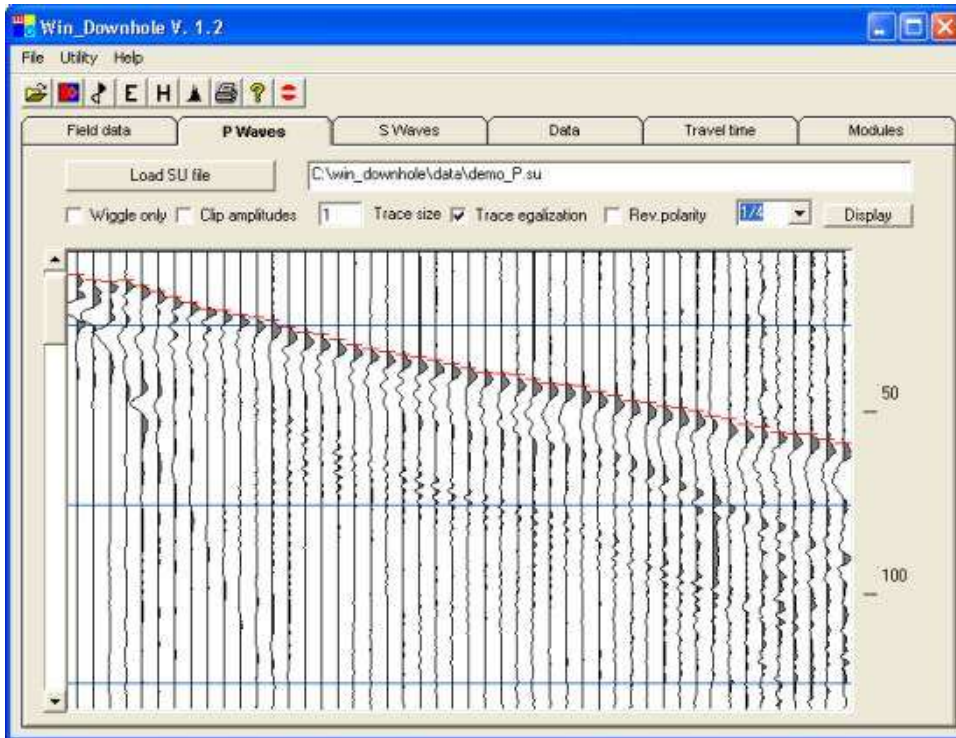 Win_Downhole V. 1.2
File Utility Help
E H
Field data P Waves S Waves Data Travel time Modules
Load SU file C:\win_downhole\data\demo_P.su
Wiggle only Clip amplitudes 1 Trace size Trace egalization Rev.polarity 1/4 Display
50
100